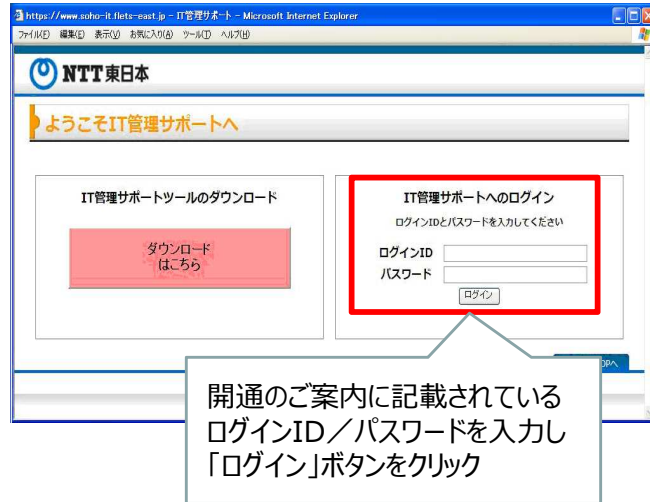 https://www.soho-it.flets-east.jp - IT管理サポート - Microsoft Internet Explorer
ファイル(F) 編集(E) 表示(V) お気に入り(A) ツール(T) ヘルプ(H)
NTT東日本
ようこそIT管理サポートへ
IT管理サポートツールのダウンロード
ダウンロード
はこちら
IT管理サポートへのログイン
ログインIDとパスワードを入力してください
ログインID
パスワード
ログイン
開通のご案内に記載されている
ログインID／パスワードを入力し
「ログイン」ボタンをクリック